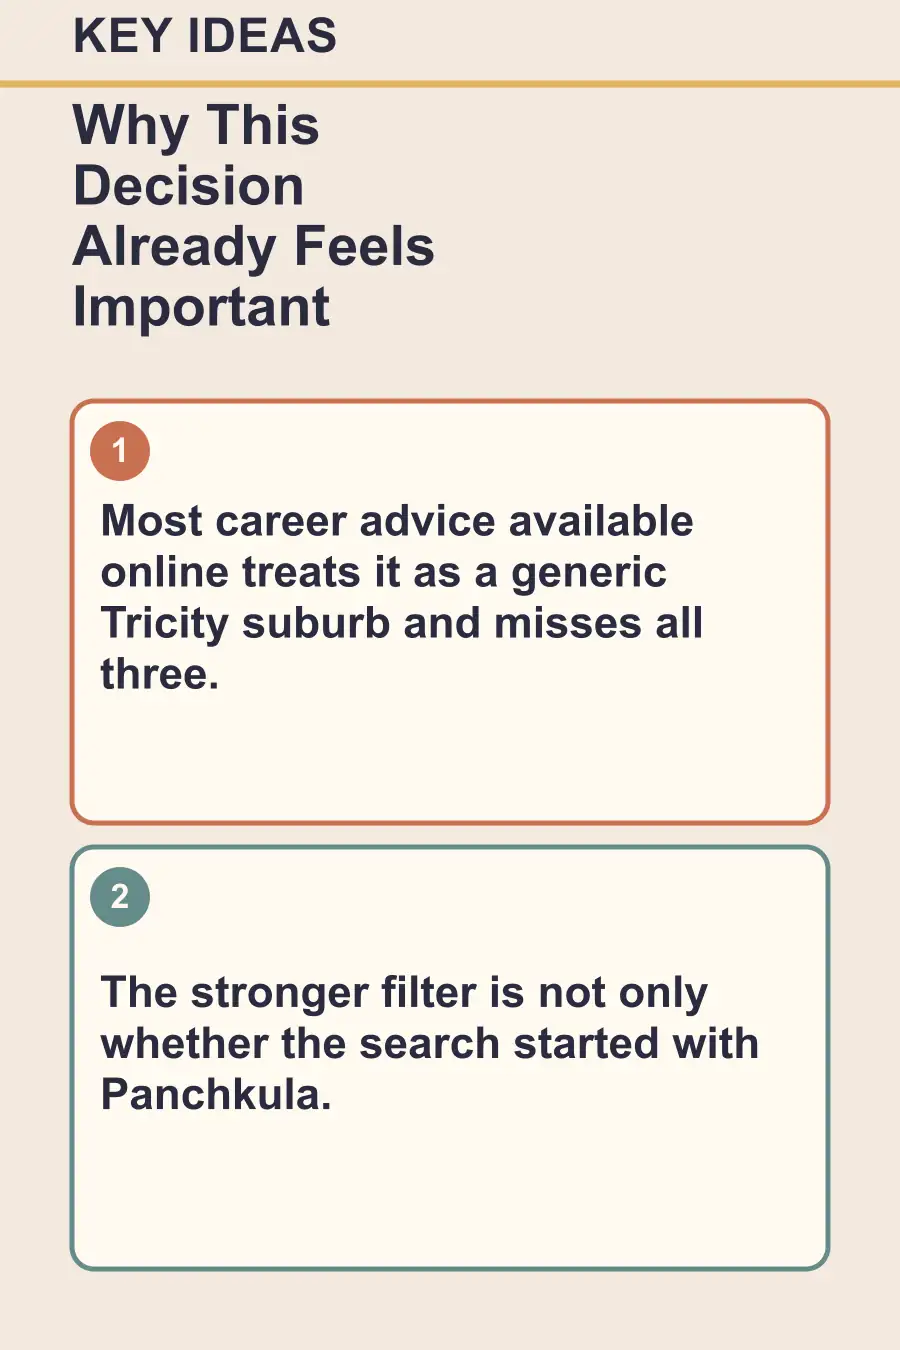 KEY IDEAS
Why This
Decision
Already Feels
Important
1
Most career advice available
online treats it as a generic
Tricity suburb and misses all
three.
2
The stronger filter is not only
whether the search started with
Panchkula.